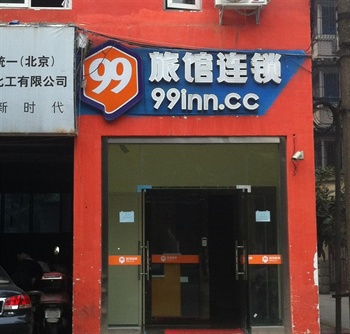 统一(北京)
化工有限公司
新时代
99
旅馆连锁
99inn.cc